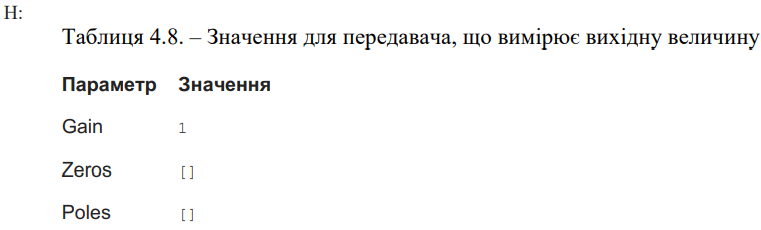 Н:
Таблиця 4.8. – Значення для передавача, що вимірює вихідну величину
Параметр Значення
Gain 1
Zeros []
Poles []